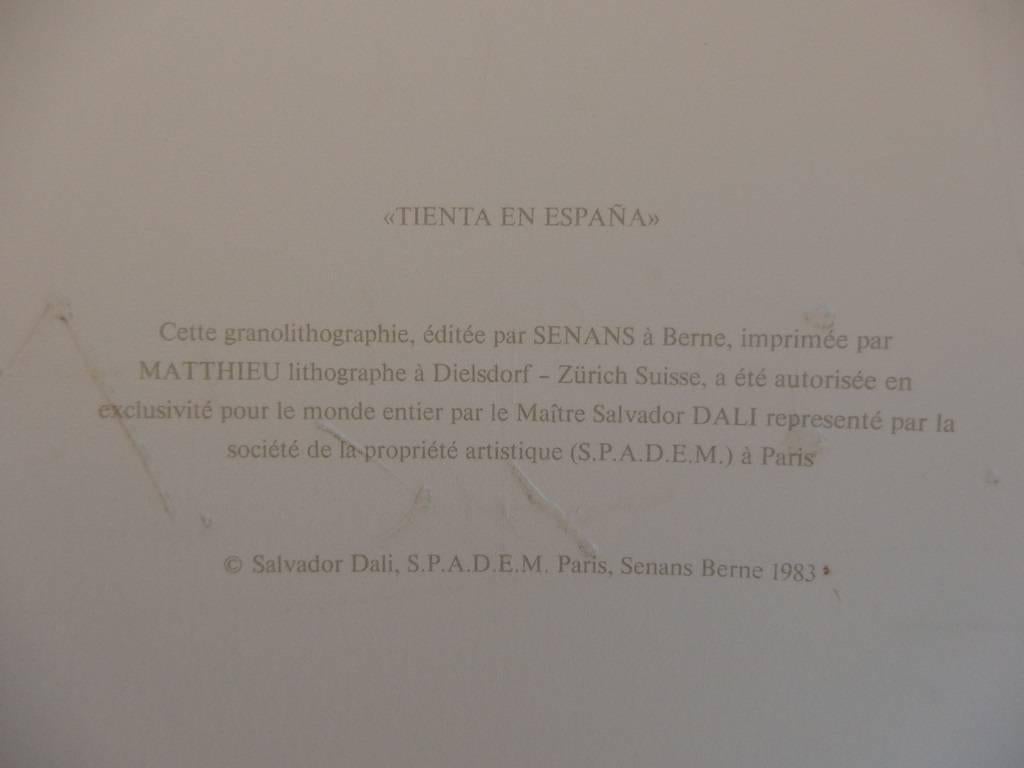 «TIENTA EN ESPAÑA»
Cette granolithographie, éditée par SENANS à Berne, imprimée par
MATTHIEU lithographe à Dielsdorf – Zürich Suisse, a été autorisée en
exclusivité pour le monde entier par le Maître Salvador DALI representé par la
société de la propriété artistique (S.P.A.D.E.M.) à Paris
© Salvador Dali, S.P.A.D.E.M. Paris, Senans Berne 1983